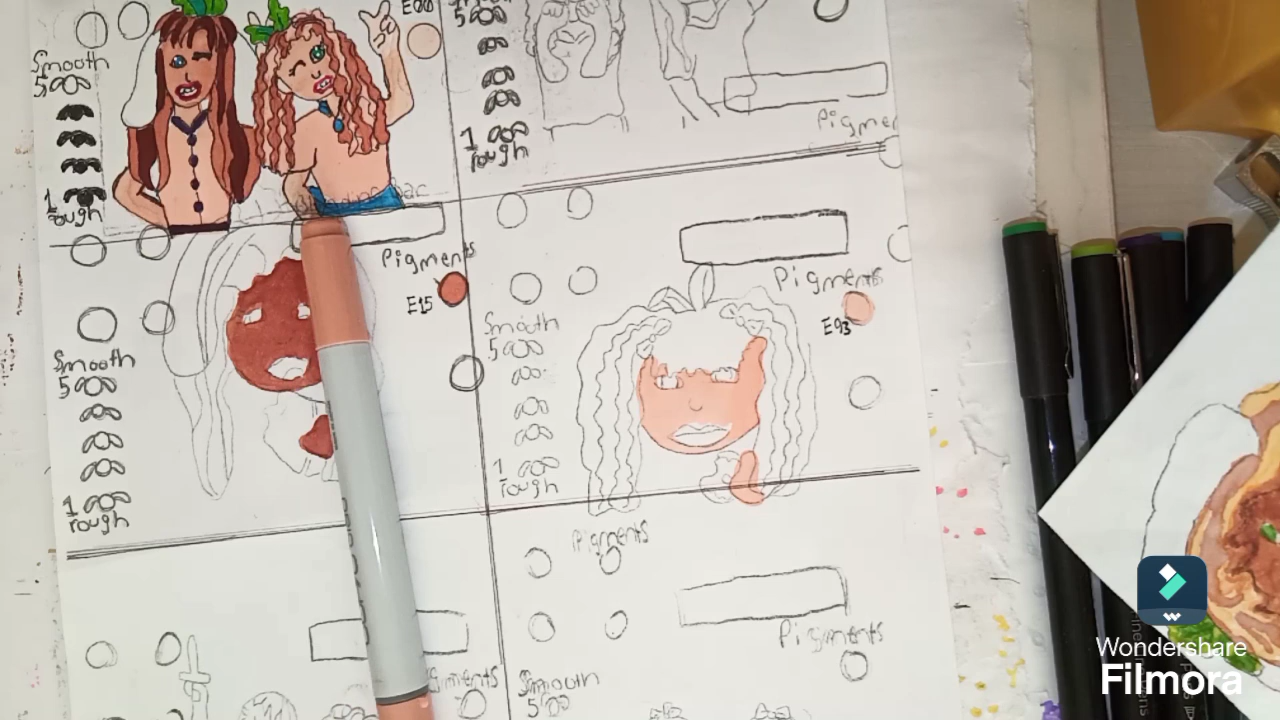 Smooth
5
1
rough
E00
5
1
rough
Pigmen
Pigments
E15
Smooth
5
1
rough
Pigments
E93
Smooth
5
1
rough
Pigments
Pigments
Smooth
5
gments
Wondershare
Filmora